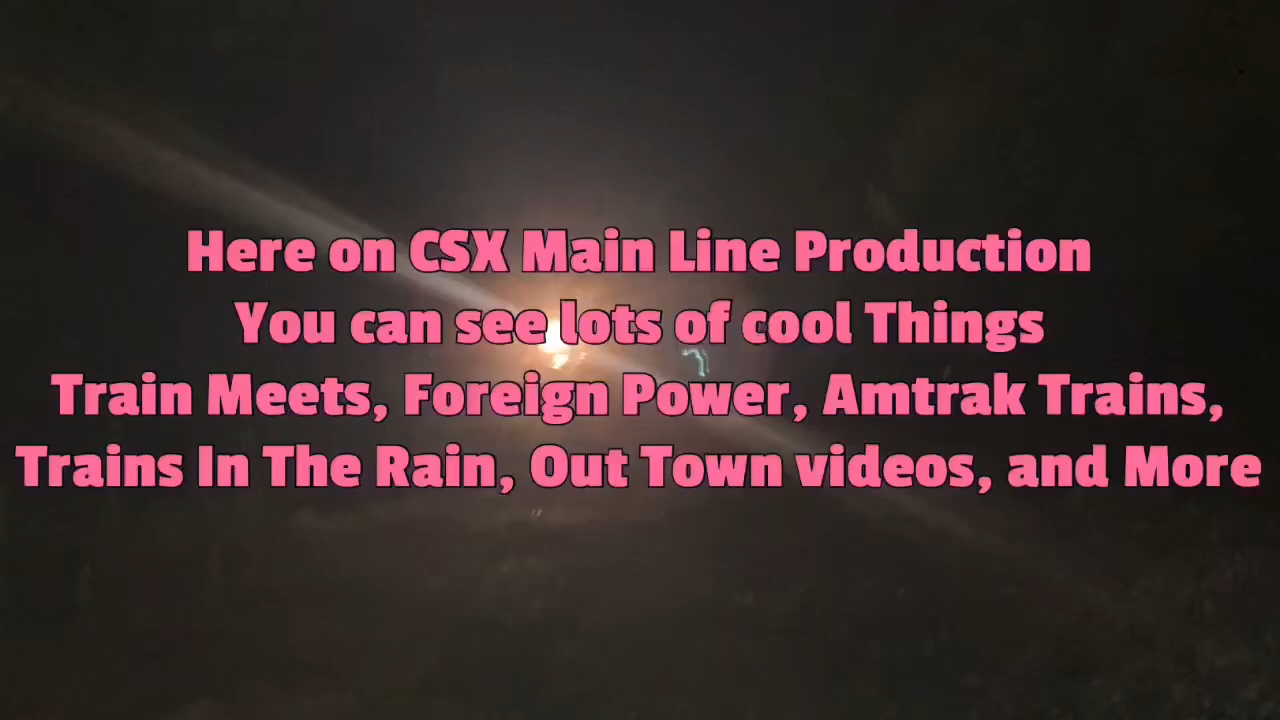 Here on CSX Main Line Production
You can see lots of cool Things
Train Meets, Foreign Power, Amtrak Trains,
Trains In The Rain, Out Town videos, and More